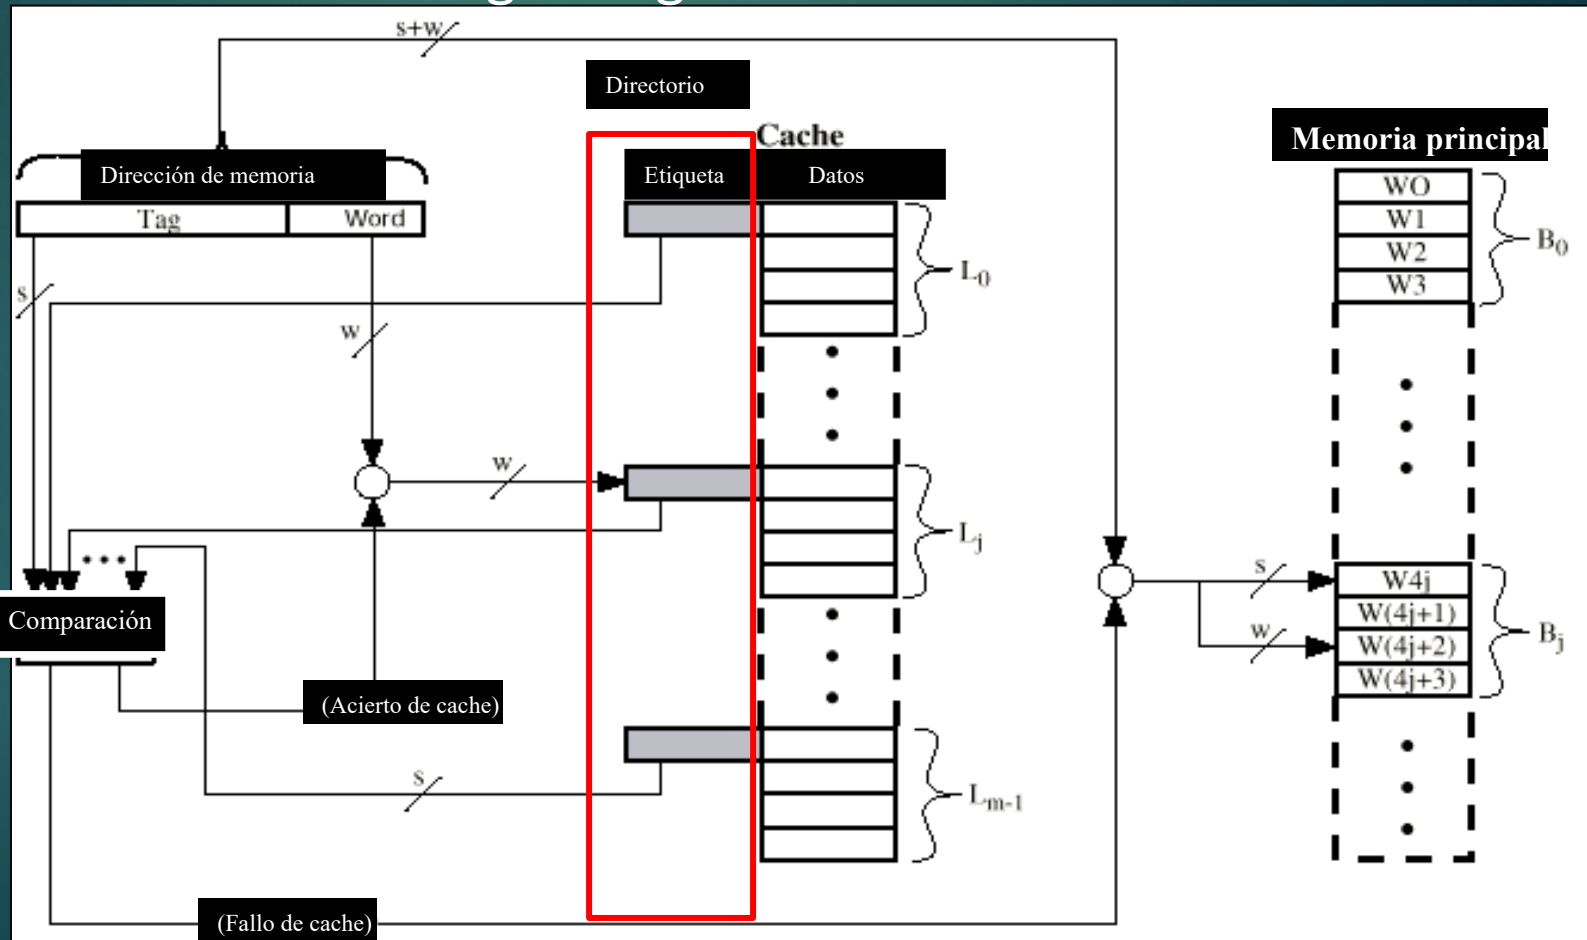 s+w
Directorio
Cache
Memoria principal
Dirección de memoria
Etiqueta
Datos
Tag
Word
WO
W1
W2
W3
B0
L0
s
w
w
Lj
s
w
W4j
W(4j+1)
W(4j+2)
W(4j+3)
Bj
Comparación
(Acierto de cache)
s
Lm-1
(Fallo de cache)